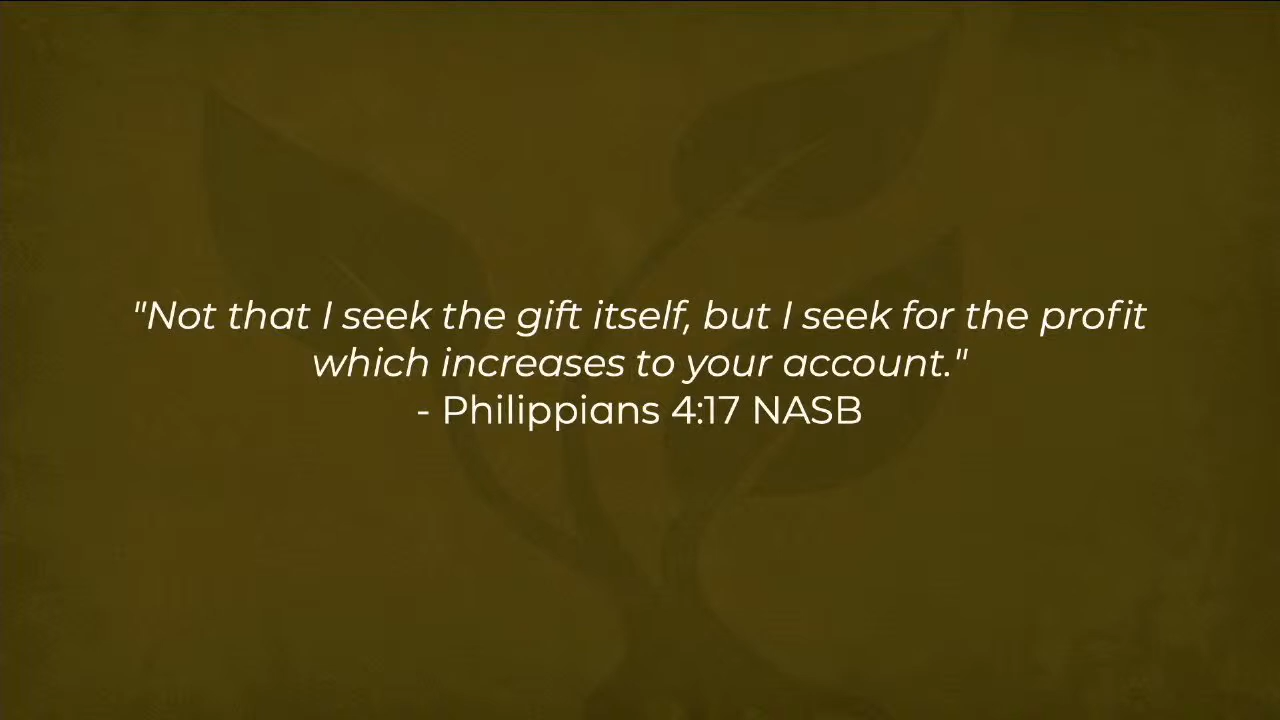 "Not that I seek the gift itself, but I seek for the profit
which increases to your account."
- Philippians 4:17 NASB